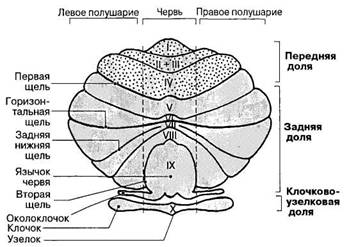 Левое полушарие
Червь
Правое полушарие
I
II + III
IV
V
VI
VII
VIII
IX
X
Первая
щель
Горизон-
тальная
щель
Задняя
нижняя
щель
Язычок
червя
Вторая
щель
Околоклочок
Клочок
Узелок
Передняя
доля
Задняя
доля
Клочково-
узелковая
доля